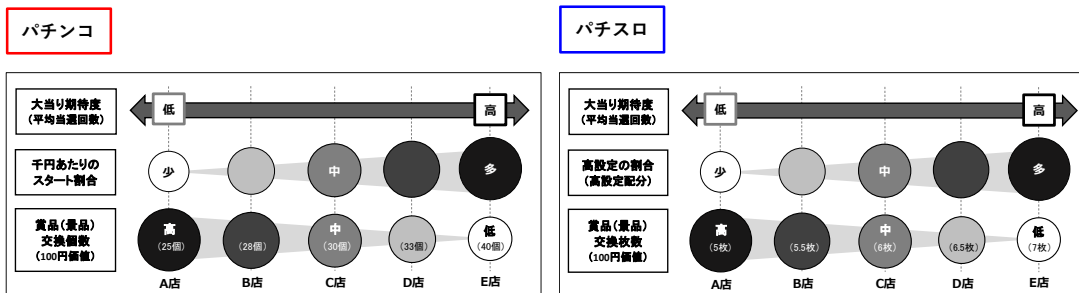 パチンコ
大当り期待度
(平均当選回数)
低
高
千円あたりの
スタート割合
少
中
多
賞品(景品)
交換個数
(100円価値)
高
(25個)
(28個)
中
(30個)
(33個)
低
(40個)
A店
B店
C店
D店
E店
パチスロ
大当り期待度
(平均当選回数)
低
高
高設定の割合
(高設定配分)
少
中
多
賞品(景品)
交換枚数
(100円価値)
高
(5枚)
(5.5枚)
中
(6枚)
(6.5枚)
低
(7枚)
A店
B店
C店
D店
E店